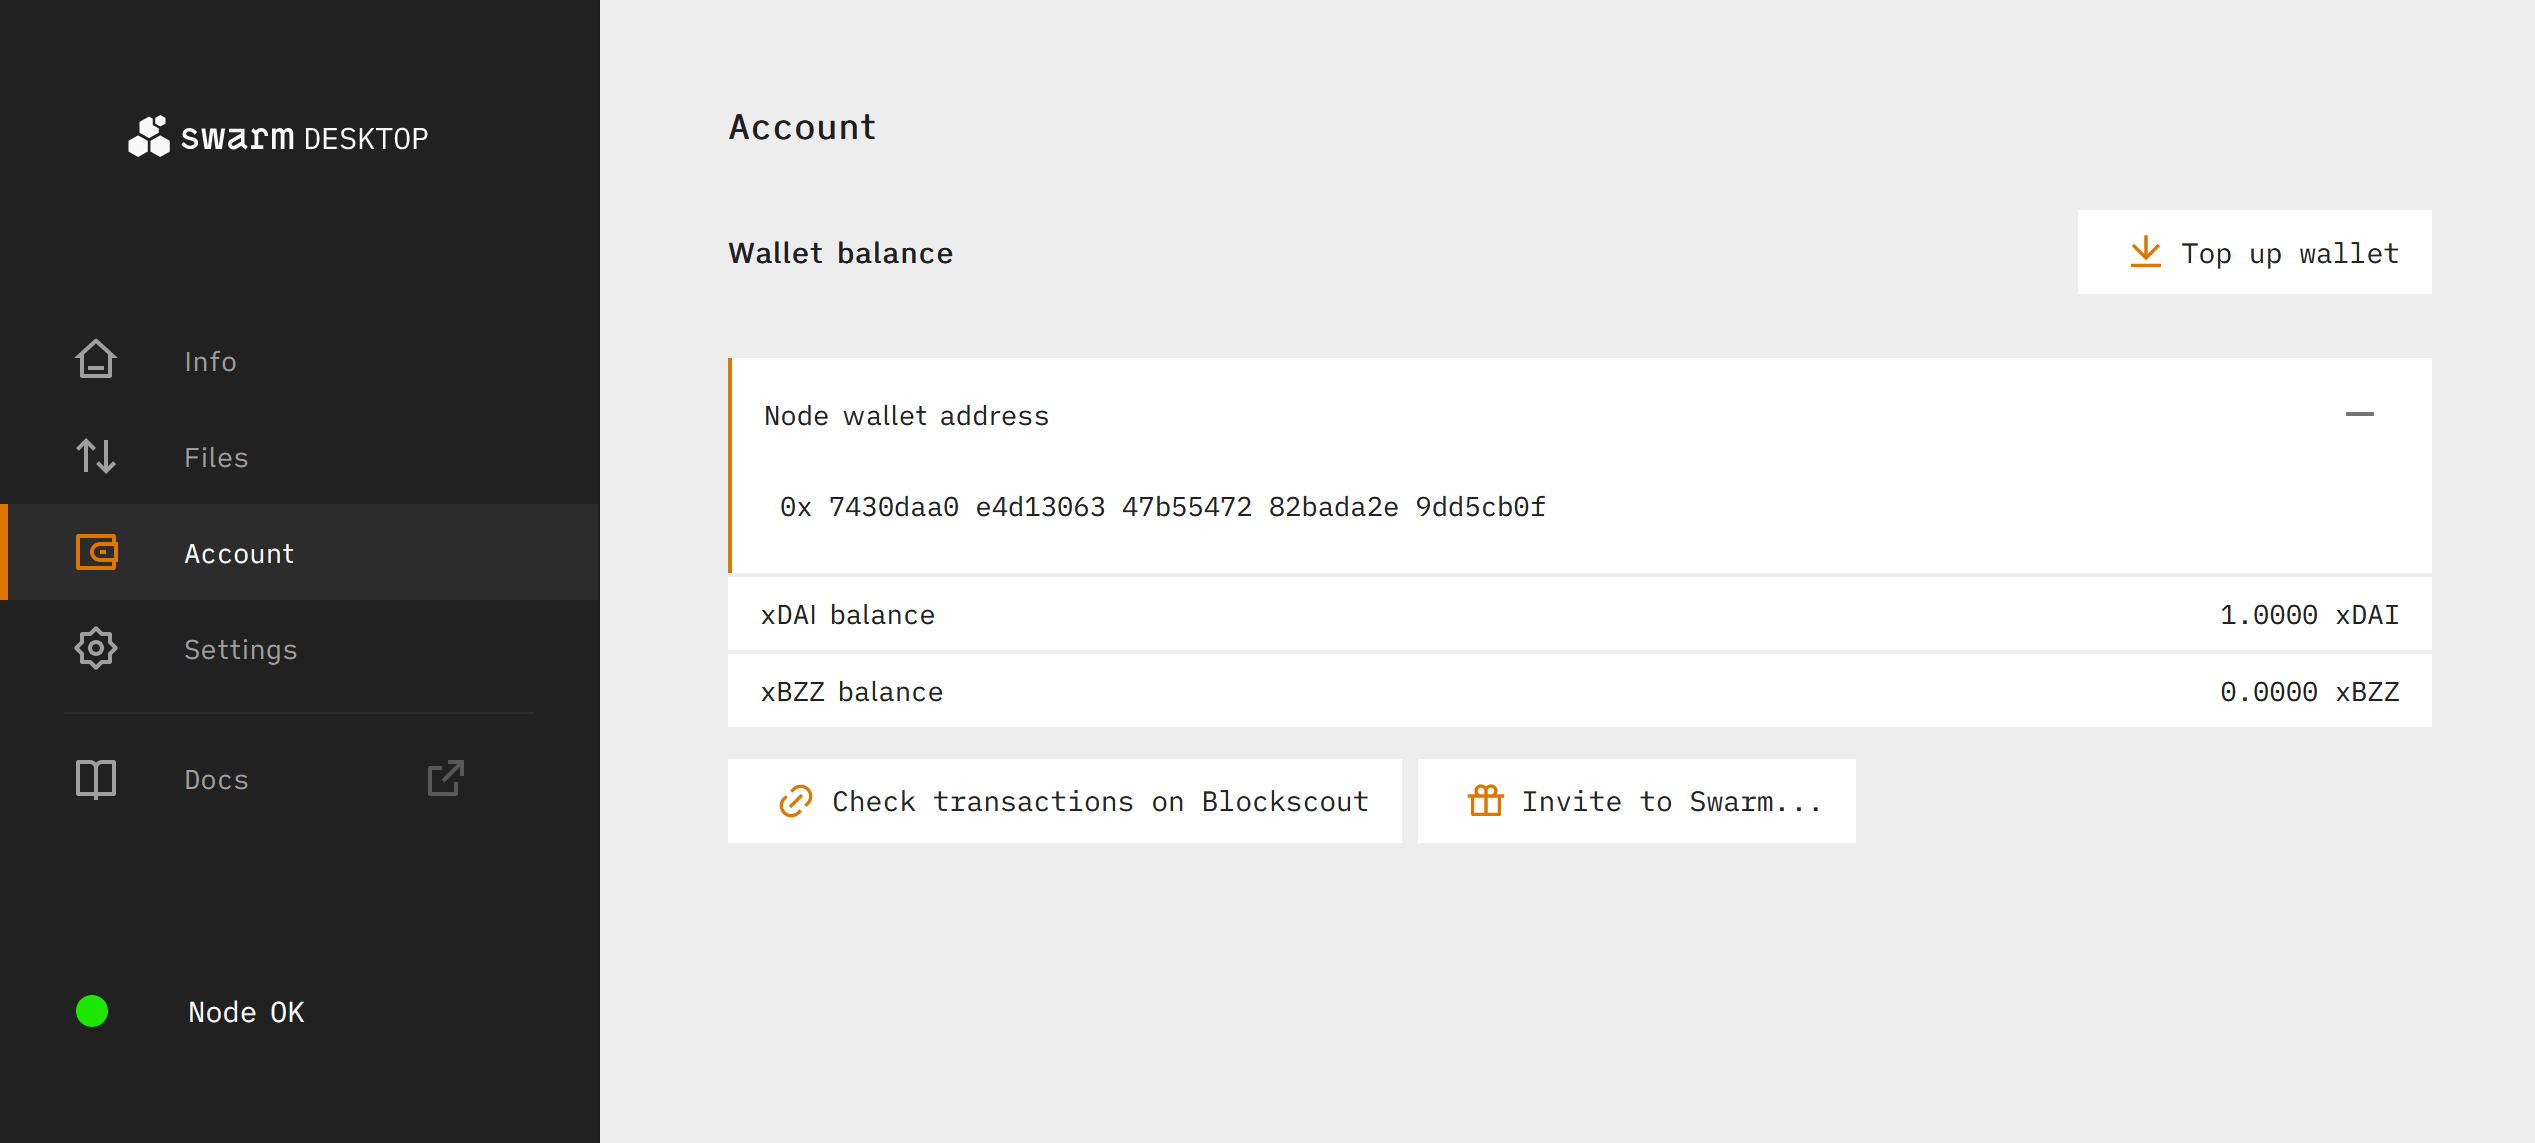 swarm DESKTOP
Info
Files
Account
Settings
Docs
Node OK
Account
Wallet balance
Top up wallet
Node wallet address
0x 7430daa0 e4d13063 47b55472 82bada2e 9dd5cb0f
xDAI balance 1.0000 xDAI
xBZZ balance 0.0000 xBZZ
Check transactions on Blockscout
Invite to Swarm...